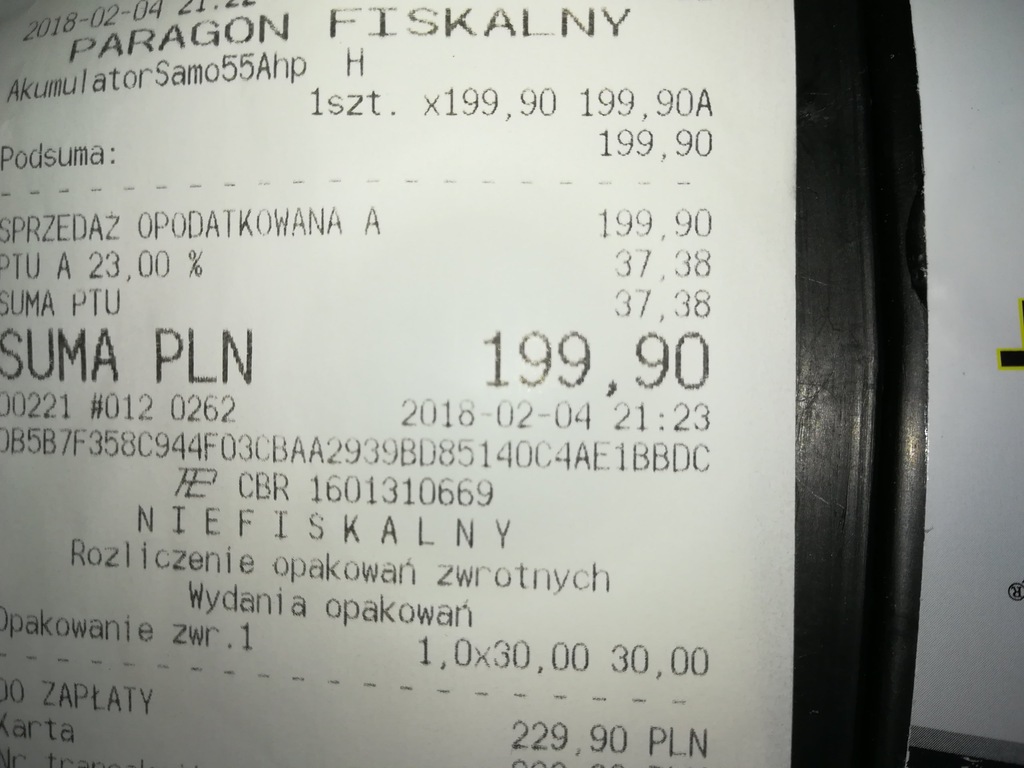 2018-02-04 21:22
PARAGON FISKALNY
AkumulatorSamo55Ahp H
1szt. x199,90 199,90A
Podsuma: 199,90
SPRZEDAŻ OPODATKOWANA A 199,90
PTU A 23,00 % 37,38
SUMA PTU 37,38
SUMA PLN 199,90
00221 #012 0262 2018-02-04 21:23
0B5B7F358C944F03CBAA2939BD85140C4AE1BBDC
CBR 1601310669
NIEFISKALNY
Rozliczenie opakowań zwrotnych
Wydania opakowań
Opakowanie zwr.1 1,0x30,00 30,00
DO ZAPŁATY
Karta 229,90 PLN
Nr
®